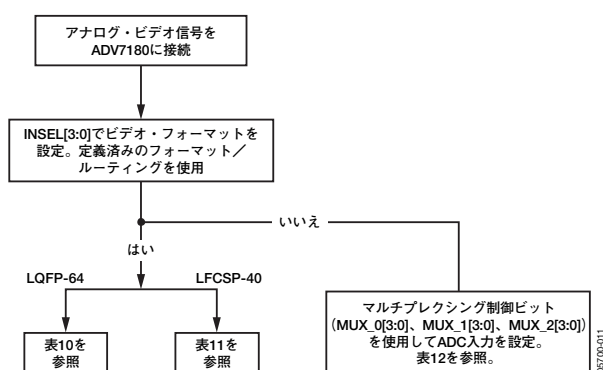 アナログ・ビデオ信号を
ADV7180に接続
INSEL[3:0]でビデオ・フォーマットを
設定。定義済みのフォーマット／
ルーティングを使用
いいえ
はい
LQFP-64
LFCSP-40
表10を
参照
表11を
参照
マルチプレクシング制御ビット
(MUX_0[3:0]、MUX_1[3:0]、MUX_2[3:0])
を使用してADC入力を設定。
表12を参照。
05700-011